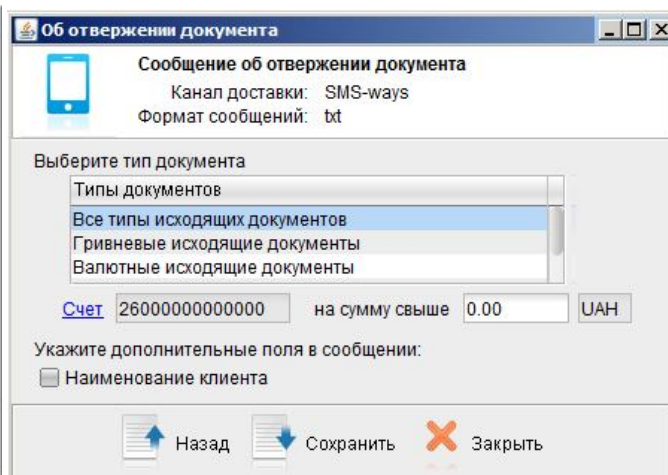 Об отвержении документа
Сообщение об отвержении документа
Канал доставки: SMS-ways
Формат сообщений: txt
Выберите тип документа
Типы документов
Все типы исходящих документов
Гривневые исходящие документы
Валютные исходящие документы
Счет 26000000000000 на сумму свыше 0.00 UAH
Укажите дополнительные поля в сообщении:
Наименование клиента
Назад Сохранить Закрыть